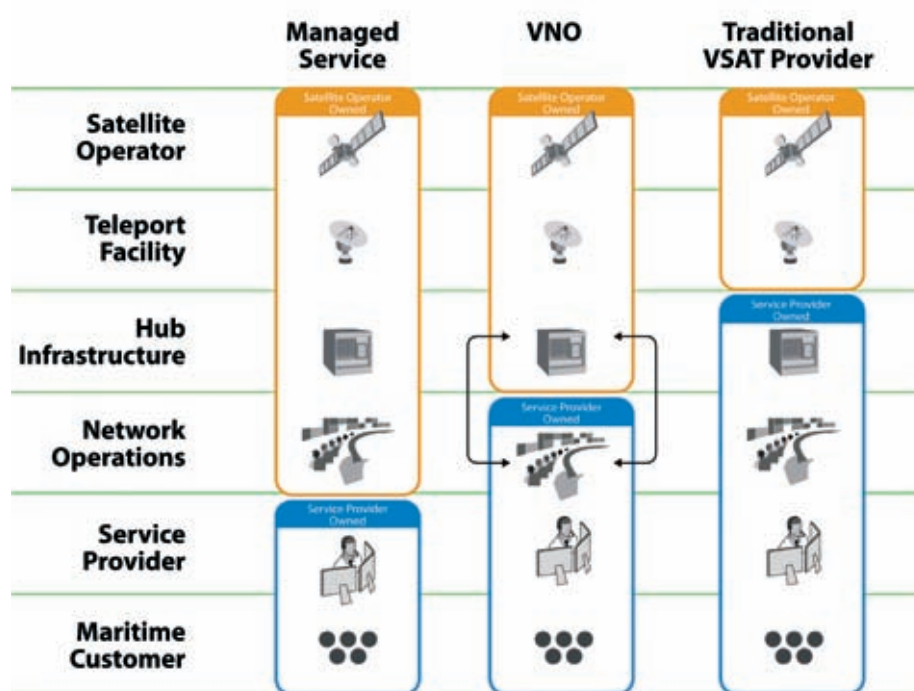 Managed
Service
VNO
Traditional
VSAT Provider
Satellite Operator
Owned
Satellite Operator
Owned
Satellite Operator
Owned
Satellite
Operator
Teleport
Facility
Service Provider
Owned
Hub
Infrastructure
Service Provider
Owned
Network
Operations
Service Provider
Owned
Service
Provider
Maritime
Customer